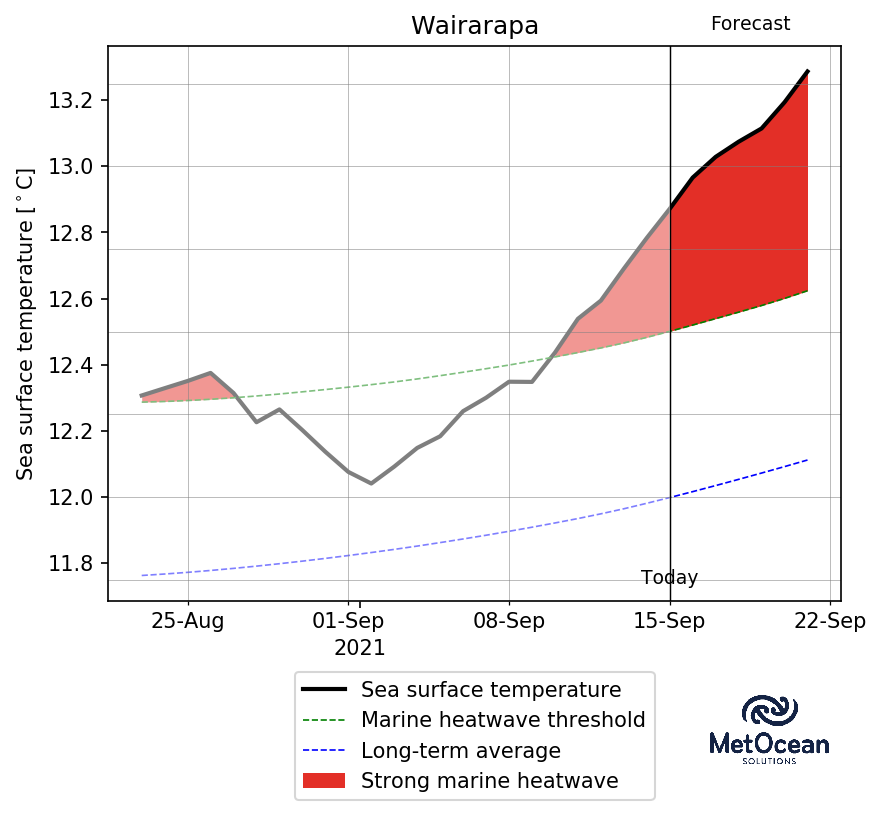 Wairarapa
Forecast
Sea surface temperature [°C]
13.2
13.0
12.8
12.6
12.4
12.2
12.0
11.8
Today
25-Aug
01-Sep
08-Sep
15-Sep
22-Sep
2021
Sea surface temperature
Marine heatwave threshold
Long-term average
Strong marine heatwave
MetOcean
SOLUTIONS